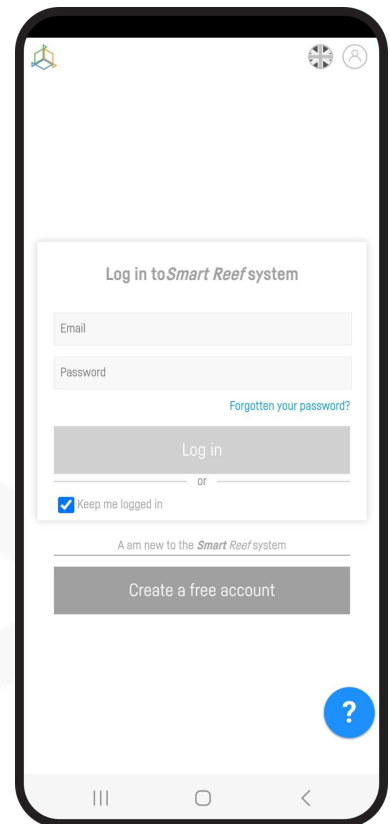 Log in to Smart Reef system
Email
Password
Forgotten your password?
Log in
or
Keep me logged in
A am new to the Smart Reef system
Create a free account
?